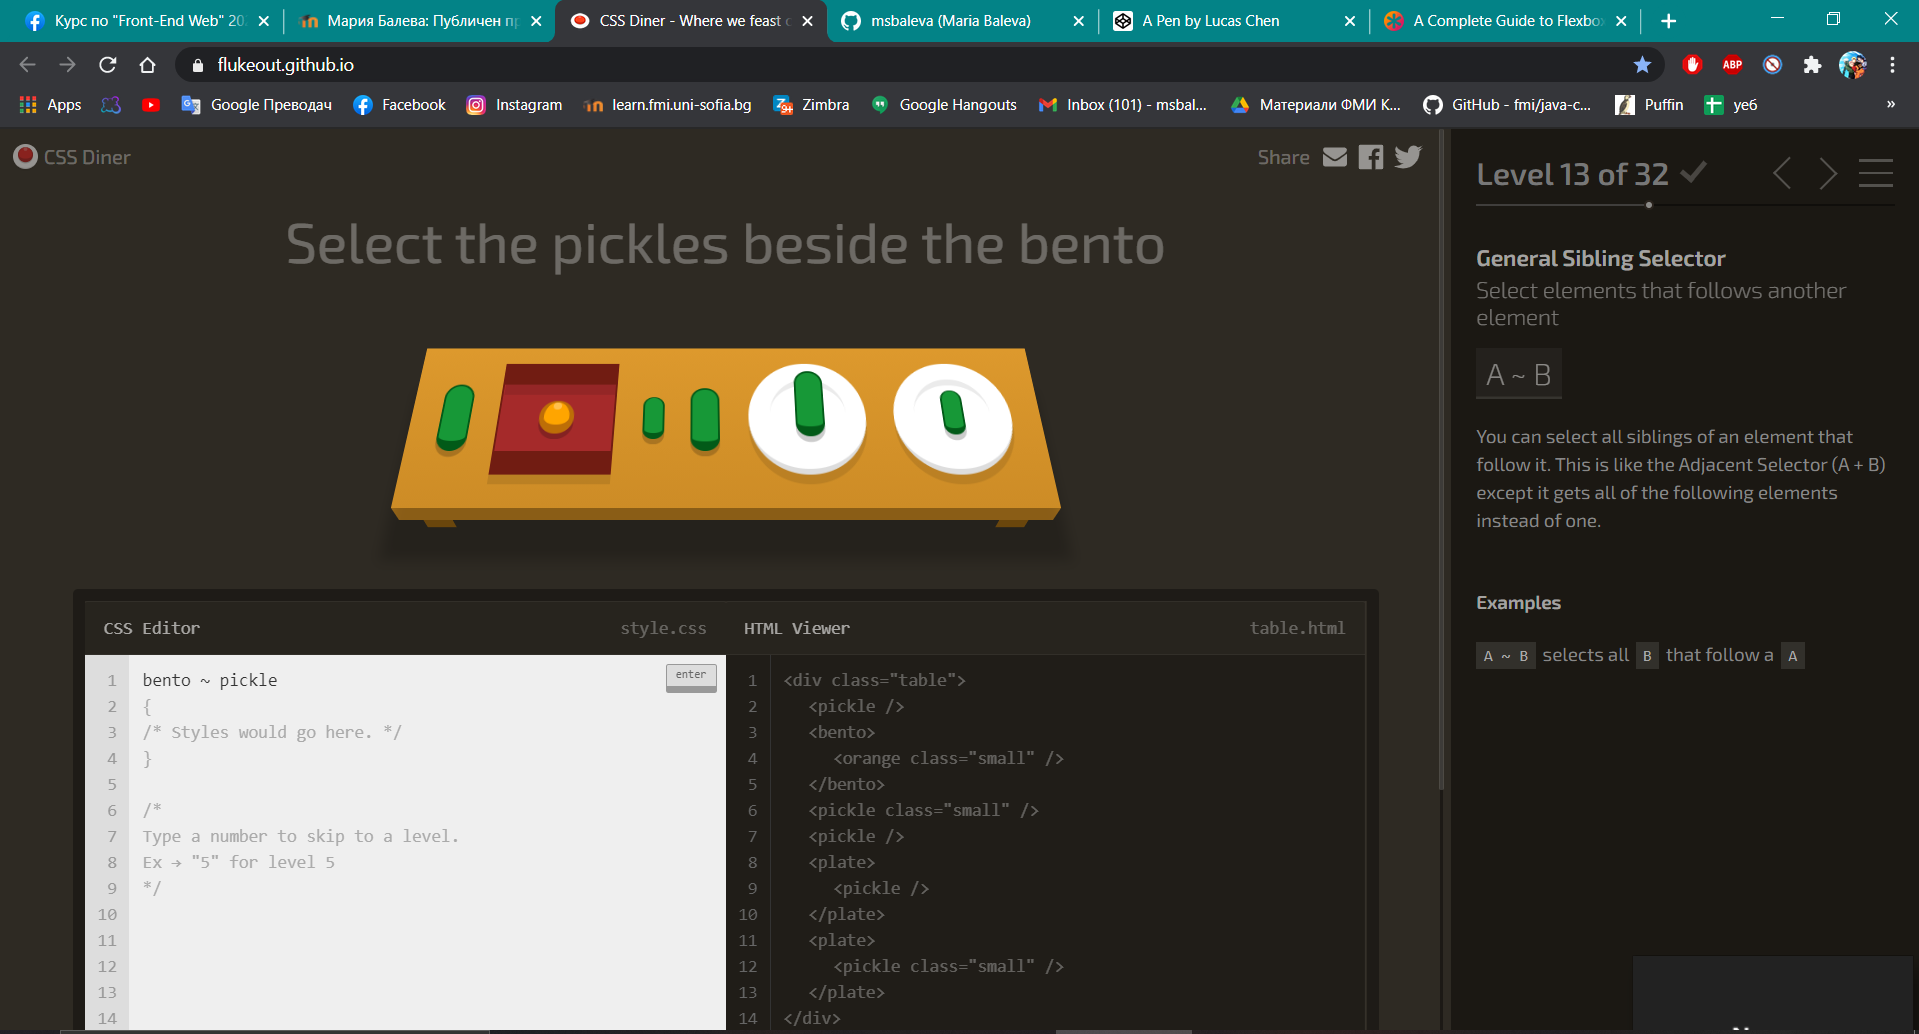 Курс по "Front-End Web" 20
Мария Балева: Публичен пр
CSS Diner - Where we feast o
msbaleva (Maria Baleva)
A Pen by Lucas Chen
A Complete Guide to Flexbox
flukeout.github.io
ABP
Apps
Google Преводач
Facebook
Instagram
learn.fmi.uni-sofia.bg
Zimbra
Google Hangouts
Inbox (101) - msbal...
Материали ФМИ К...
GitHub - fmi/java-c...
Puffin
уеб
»
CSS Diner
Share
Select the pickles beside the bento
Level 13 of 32
General Sibling Selector
Select elements that follows another
element
A ~ B
You can select all siblings of an element that
follow it. This is like the Adjacent Selector (A + B)
except it gets all of the following elements
instead of one.
Examples
A ~ B selects all B that follow a A
CSS Editor style.css
1 bento ~ pickle
enter
2 {
3 /* Styles would go here. */
4 }
5
6 /*
7 Type a number to skip to a level.
8 Ex → "5" for level 5
9 */
10
11
12
13
14
HTML Viewer table.html
1 <div class="table">
2 <pickle />
3 <bento>
4 <orange class="small" />
5 </bento>
6 <pickle class="small" />
7 <pickle />
8 <plate>
9 <pickle />
10 </plate>
11 <plate>
12 <pickle class="small" />
13 </plate>
14 </div>